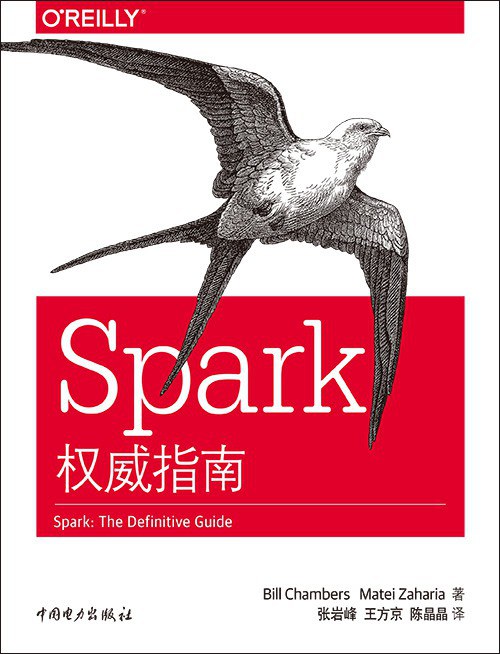 O'REILLY®
Spark
权威指南
Spark: The Definitive Guide
Bill Chambers Matei Zaharia 著
中国电力出版社
张岩峰 王方京 陈晶晶 译